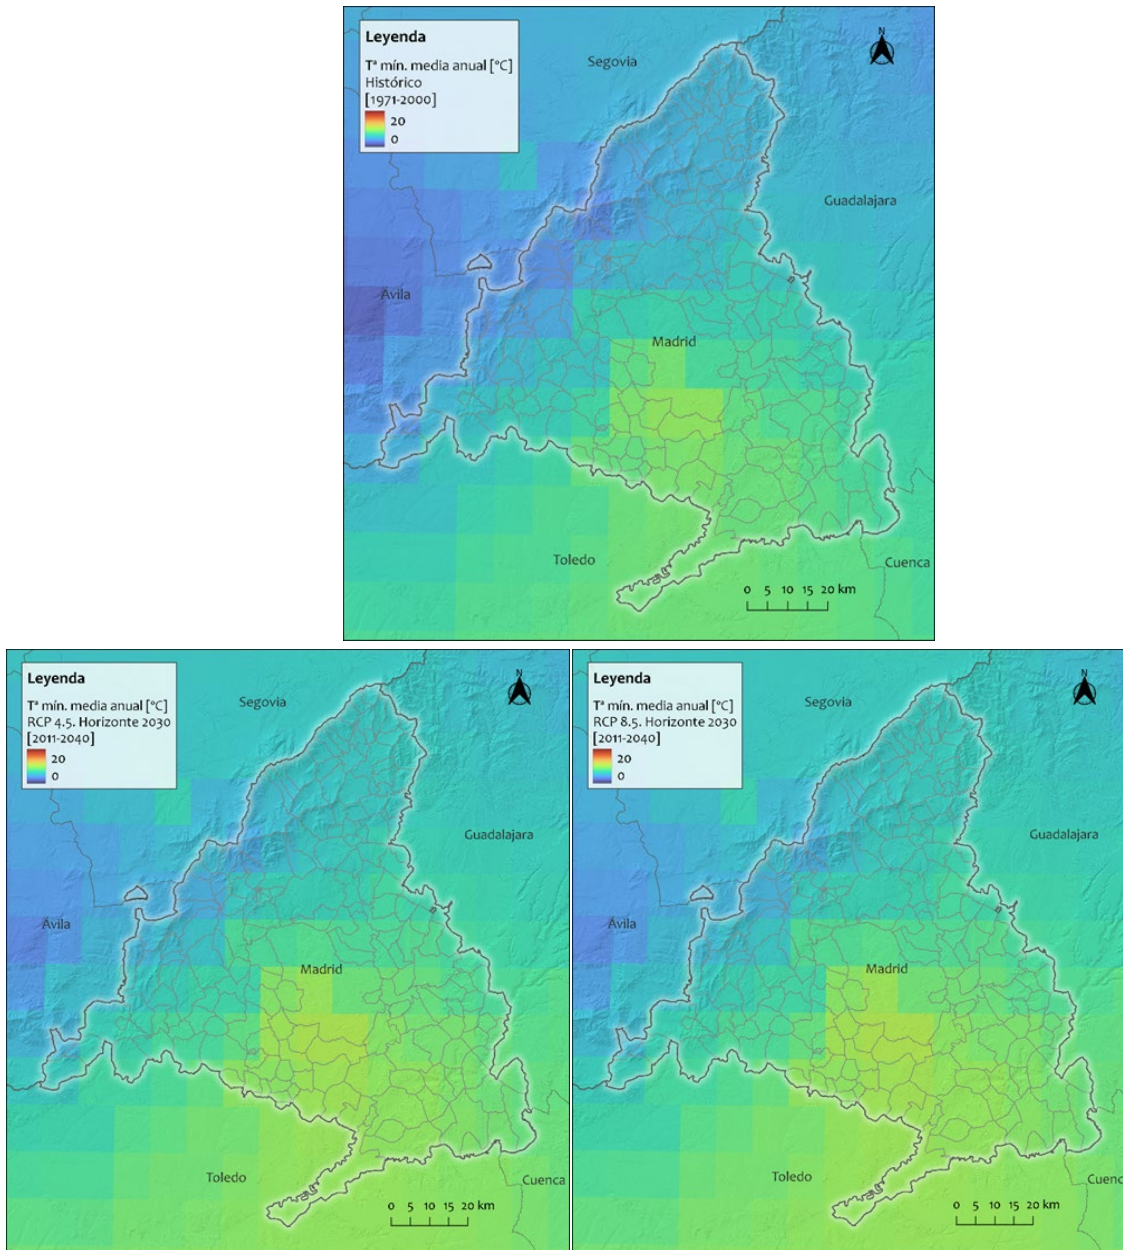 Leyenda
Tª mín. media anual [°C]
Histórico
[1971-2000]
20
0
N
Segovia
Guadalajara
Ávila
Madrid
Toledo
Cuenca
0 5 10 15 20 km
Leyenda
Tª mín. media anual [°C]
RCP 4.5. Horizonte 2030
[2011-2040]
20
0
N
Segovia
Guadalajara
Ávila
Madrid
Toledo
Cuenca
0 5 10 15 20 km
Leyenda
Tª mín. media anual [°C]
RCP 8.5. Horizonte 2030
[2011-2040]
20
0
N
Segovia
Guadalajara
Ávila
Madrid
Toledo
Cuenc
0 5 10 15 20 km